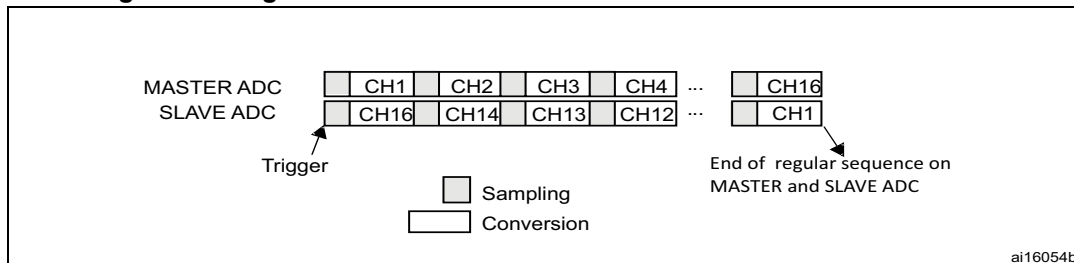 MASTER ADC CH1 CH2 CH3 CH4 ... CH16
SLAVE ADC CH16 CH14 CH13 CH12 ... CH1
Trigger
End of regular sequence on
MASTER and SLAVE ADC
Sampling
Conversion
ai16054b